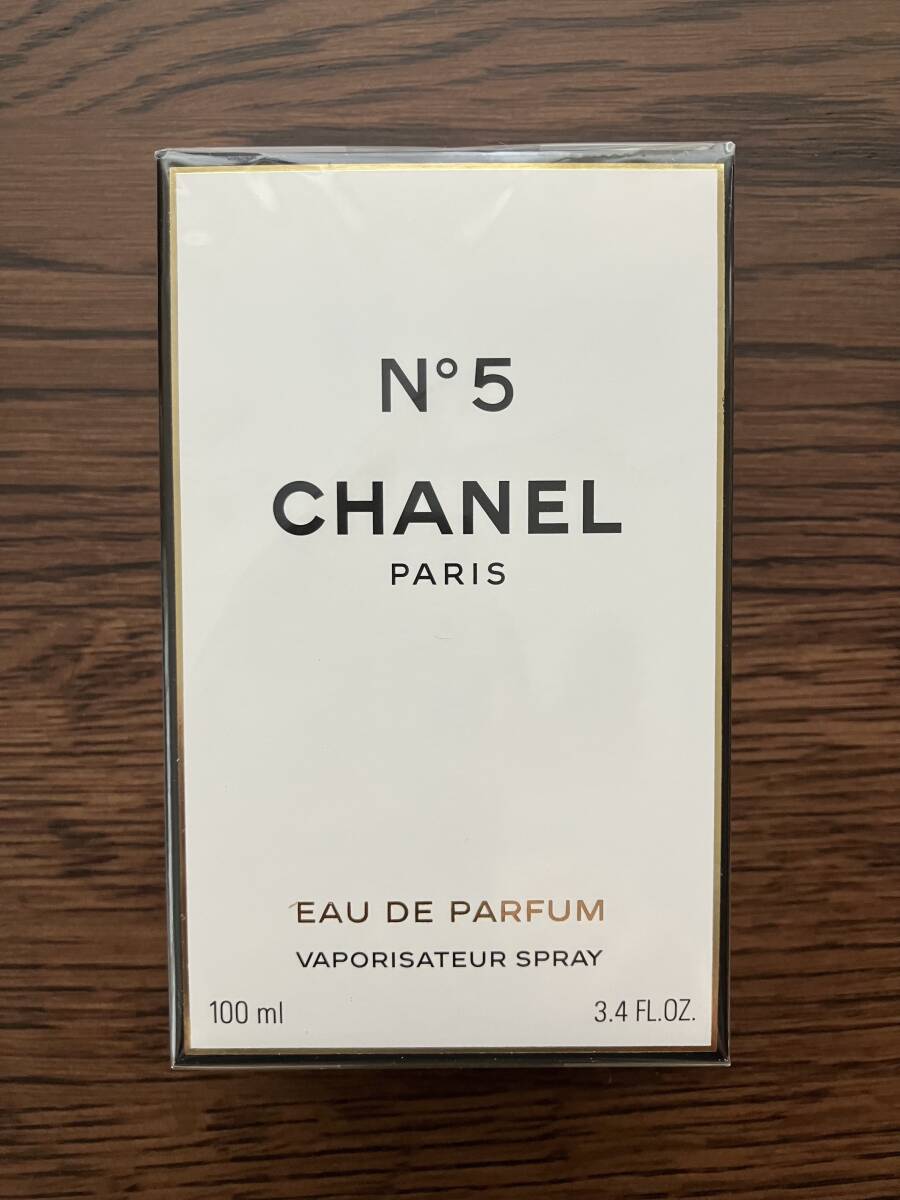 N°5
CHANEL
PARIS
EAU DE PARFUM
VAPORISATEUR SPRAY
100 ml 3.4 FL.OZ.